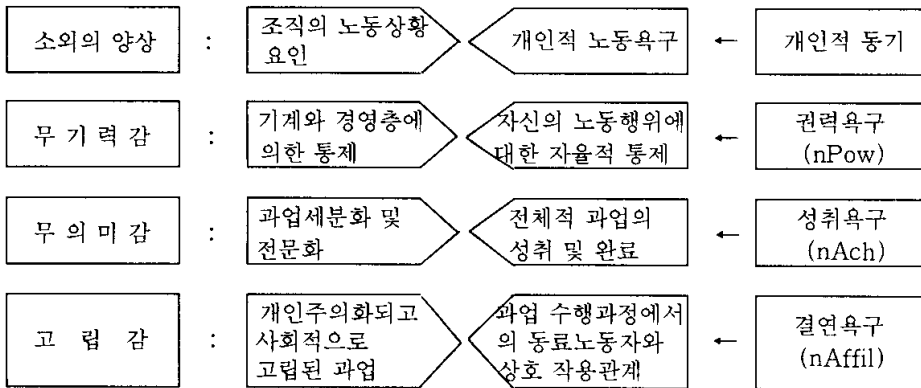 소외의 양상 : 조직의 노동상황 요인 개인적 노동욕구 ← 개인적 동기
무 기 력 감 : 기계와 경영층에 의한 통제 자신의 노동행위에 대한 자율적 통제 ← 권력욕구 (nPow)
무 의 미 감 : 과업세분화 및 전문화 전체적 과업의 성취 및 완료 ← 성취욕구 (nAch)
고 립 감 : 개인주의화되고 사회적으로 고립된 과업 과업 수행과정에서의 동료노동자와 상호 작용관계 ← 결연욕구 (nAffil)